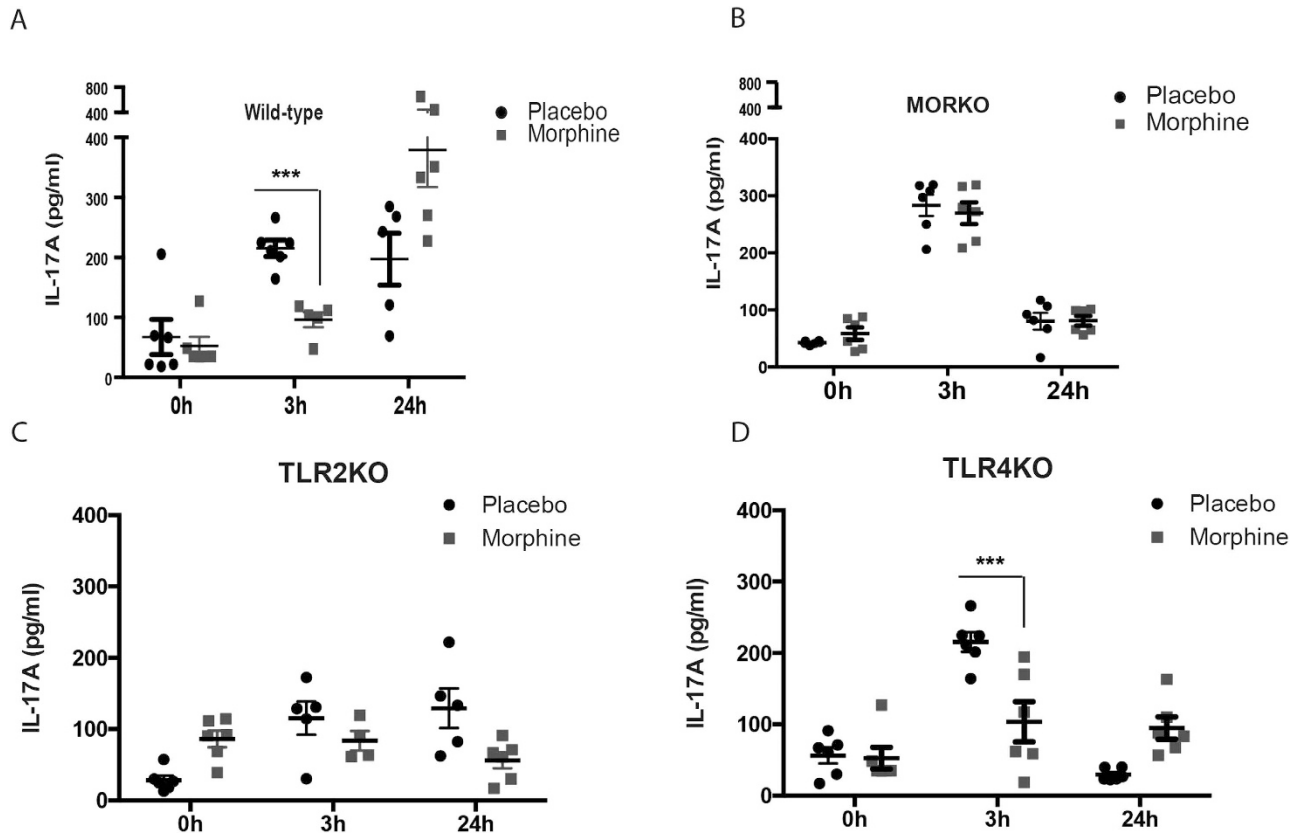 A
Wild-type
Placebo
Morphine
***
IL-17A (pg/ml)
800
400
400
300
200
100
0
0h 3h 24h
B
MORKO
Placebo
Morphine
IL-17A (pg/ml)
800
400
400
300
200
100
0
0h 3h 24h
C
TLR2KO
Placebo
Morphine
IL-17A (pg/ml)
400
300
200
100
0
0h 3h 24h
D
TLR4KO
Placebo
Morphine
***
IL-17A (pg/ml)
400
300
200
100
0
0h 3h 24h